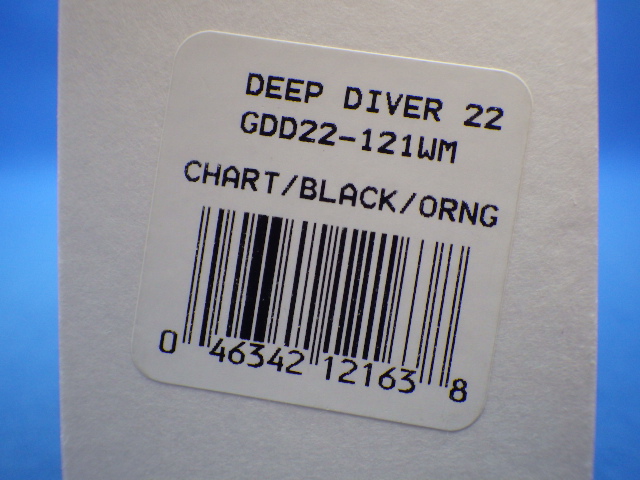 DEEP DIVER 22
GDD22-121WM
CHART/BLACK/ORNG
0 46342 12163 8